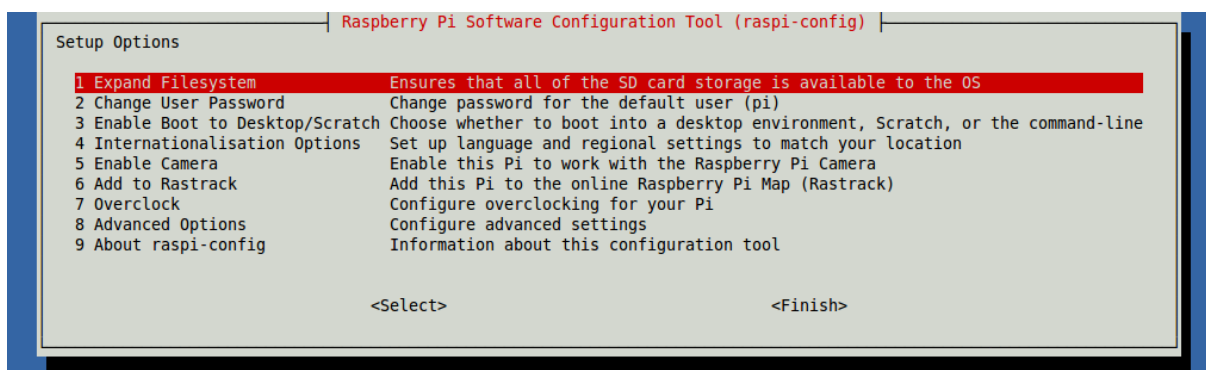 Raspberry Pi Software Configuration Tool (raspi-config)
Setup Options
1 Expand Filesystem Ensures that all of the SD card storage is available to the OS
2 Change User Password Change password for the default user (pi)
3 Enable Boot to Desktop/Scratch Choose whether to boot into a desktop environment, Scratch, or the command-line
4 Internationalisation Options Set up language and regional settings to match your location
5 Enable Camera Enable this Pi to work with the Raspberry Pi Camera
6 Add to Rastrack Add this Pi to the online Raspberry Pi Map (Rastrack)
7 Overclock Configure overclocking for your Pi
8 Advanced Options Configure advanced settings
9 About raspi-config Information about this configuration tool
<Select> <Finish>